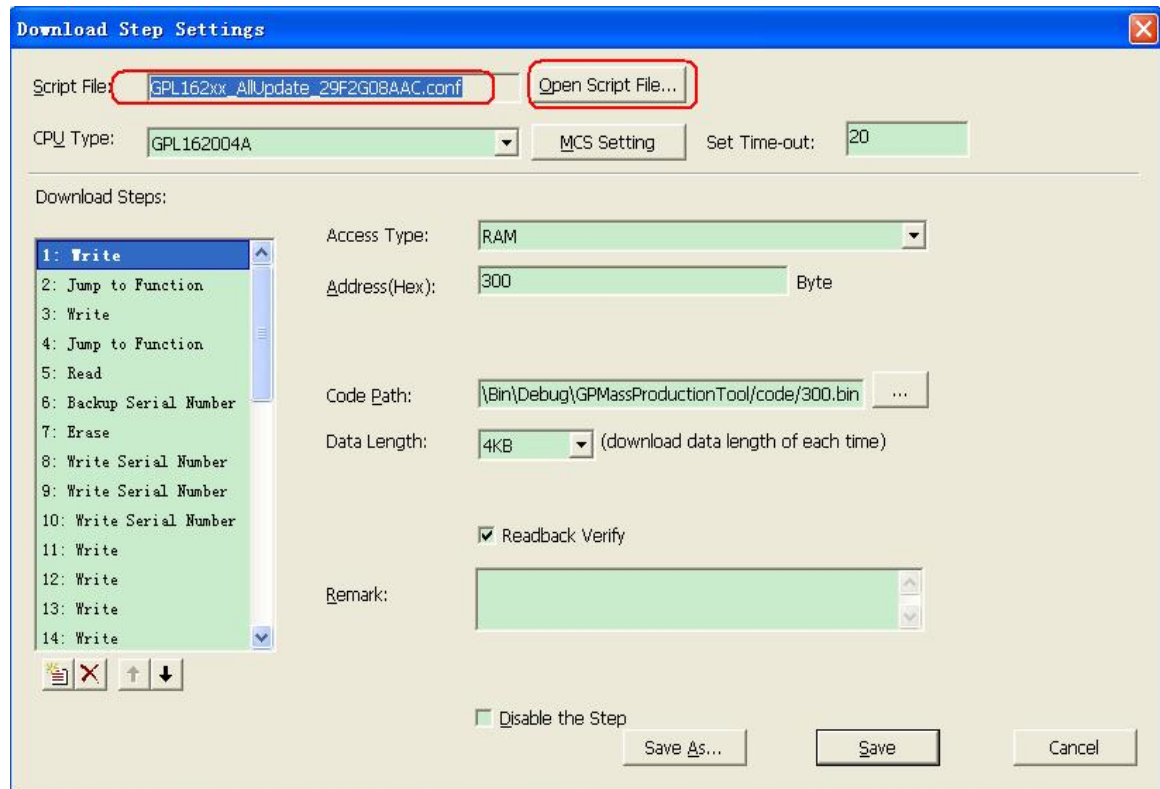 Download Step Settings
Script File: GPL162xx_AllUpdate_29F2G08AAC.conf Open Script File...
CPU Type: GPL162004A MCS Setting Set Time-out: 20
Download Steps:
1: Write
2: Jump to Function
3: Write
4: Jump to Function
5: Read
6: Backup Serial Number
7: Erase
8: Write Serial Number
9: Write Serial Number
10: Write Serial Number
11: Write
12: Write
13: Write
14: Write
Access Type: RAM
Address(Hex): 300 Byte
Code Path: \Bin\Debug\GPMassProductionTool/code/300.bin ...
Data Length: 4KB (download data length of each time)
Readback Verify
Remark:
Disable the Step
Save As... Save Cancel